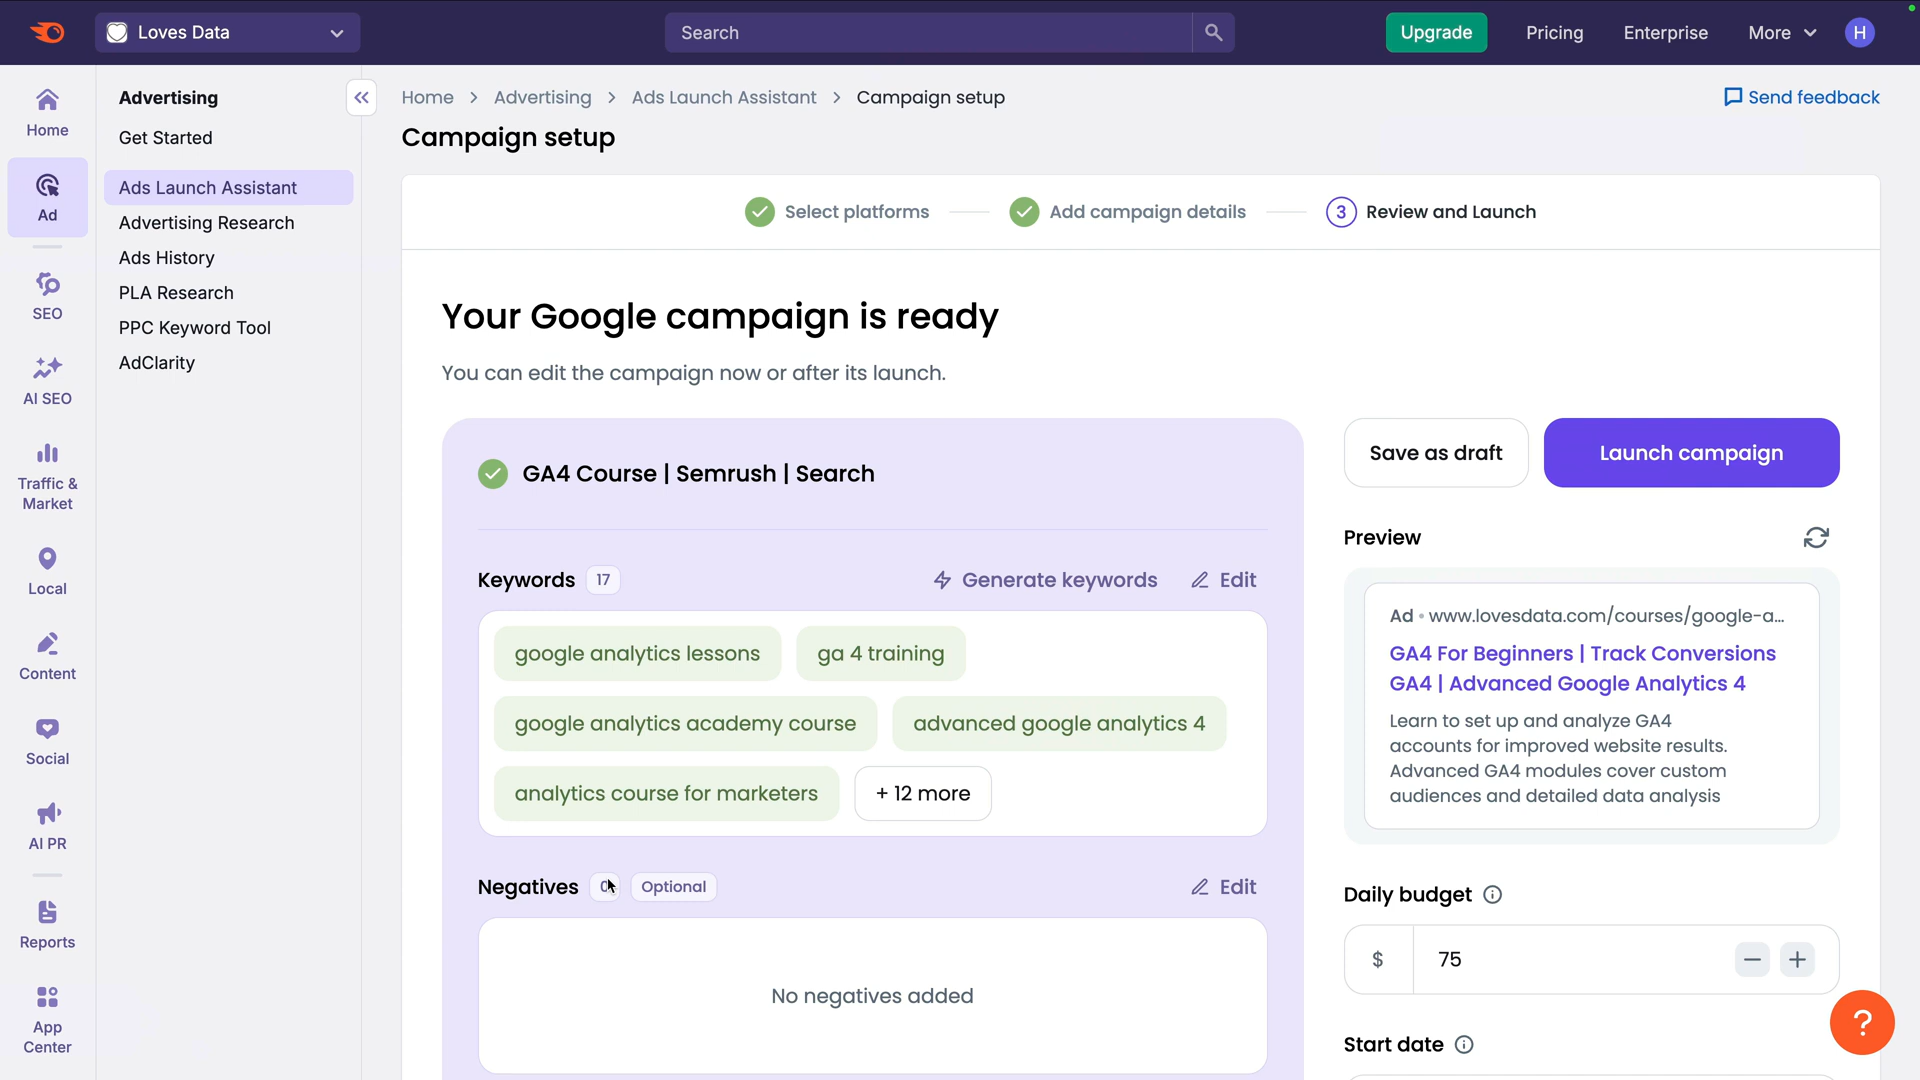 Loves Data
Search
Upgrade
Pricing
Enterprise
More
H
Home
Ad
SEO
AI SEO
Traffic &
Market
Local
Content
Social
AI PR
Reports
App
Center
Advertising
Get Started
Ads Launch Assistant
Advertising Research
Ads History
PLA Research
PPC Keyword Tool
AdClarity
Home > Advertising > Ads Launch Assistant > Campaign setup
Send feedback
Campaign setup
Select platforms
Add campaign details
3 Review and Launch
Your Google campaign is ready
You can edit the campaign now or after its launch.
GA4 Course | Semrush | Search
Keywords 17
Generate keywords
Edit
google analytics lessons
ga 4 training
google analytics academy course
advanced google analytics 4
analytics course for marketers
+ 12 more
Negatives 0 Optional
Edit
No negatives added
Save as draft
Launch campaign
Preview
Ad • www.lovesdata.com/courses/google-a...
GA4 For Beginners | Track Conversions
GA4 | Advanced Google Analytics 4
Learn to set up and analyze GA4
accounts for improved website results.
Advanced GA4 modules cover custom
audiences and detailed data analysis
Daily budget
$ 75
Start date
?